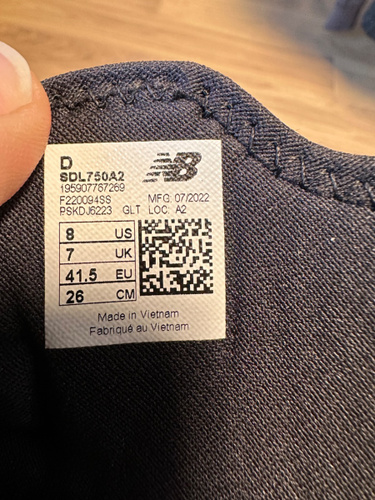 D
SDL750A2
195907767269
F220094SS MFG: 07/2022
PSKDJ6223 GLT LOC: A2
8 US
7 UK
41.5 EU
26 CM
NB
Made in Vietnam
Fabriqué au Vietnam